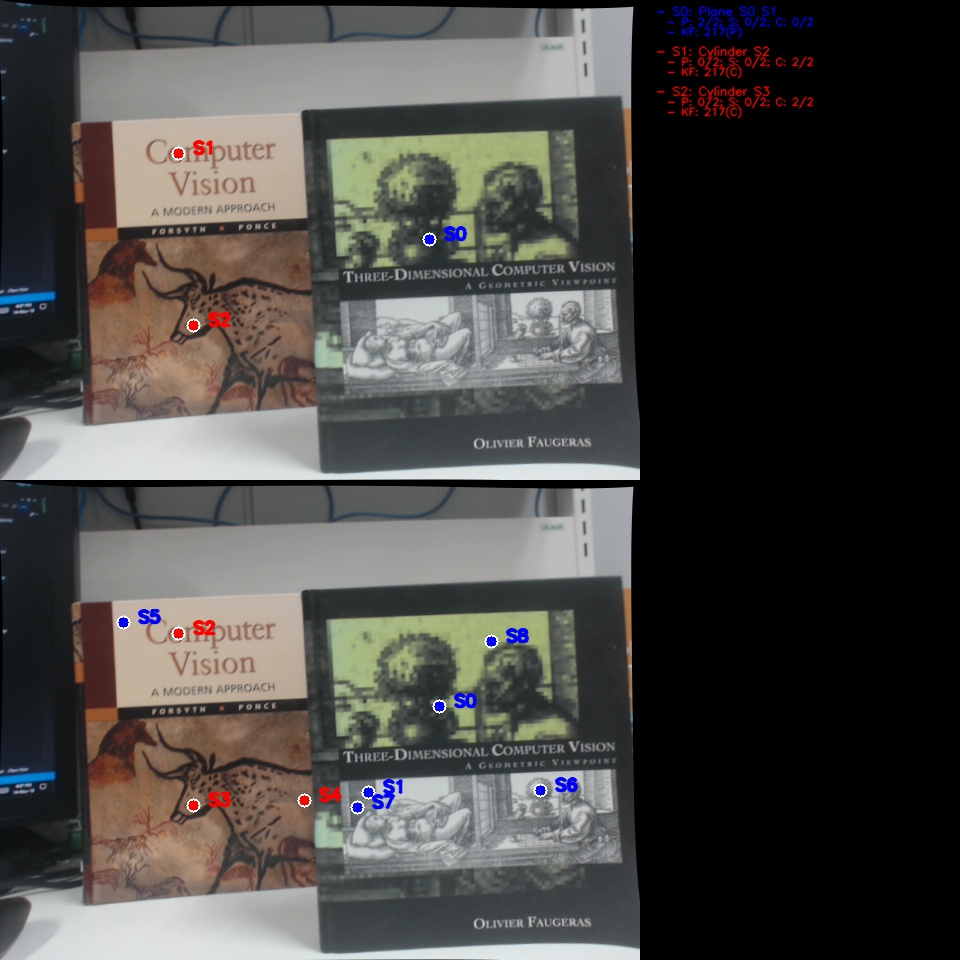 S0: Plane S0 S1
- P: 2/2; S: 0/2; C: 0/2
- KF: 217(P)
S1: Cylinder S2
- P: 0/2; S: 0/2; C: 2/2
- KF: 217(C)
S2: Cylinder S3
- P: 0/2; S: 0/2; C: 2/2
- KF: 217(C)
Computer
S1
Vision
A MODERN APPROACH
FORSYTH • PONCE
S2
S0
THREE-DIMENSIONAL COMPUTER VISION
A GEOMETRIC VIEWPOINT
OLIVIER FAUGERAS
S5
Computer
S2
Vision
A MODERN APPROACH
FORSYTH • PONCE
S3
S4
S8
S0
THREE-DIMENSIONAL COMPUTER VISION
A GEOMETRIC VIEWPOINT
S1
S7
S6
OLIVIER FAUGERAS